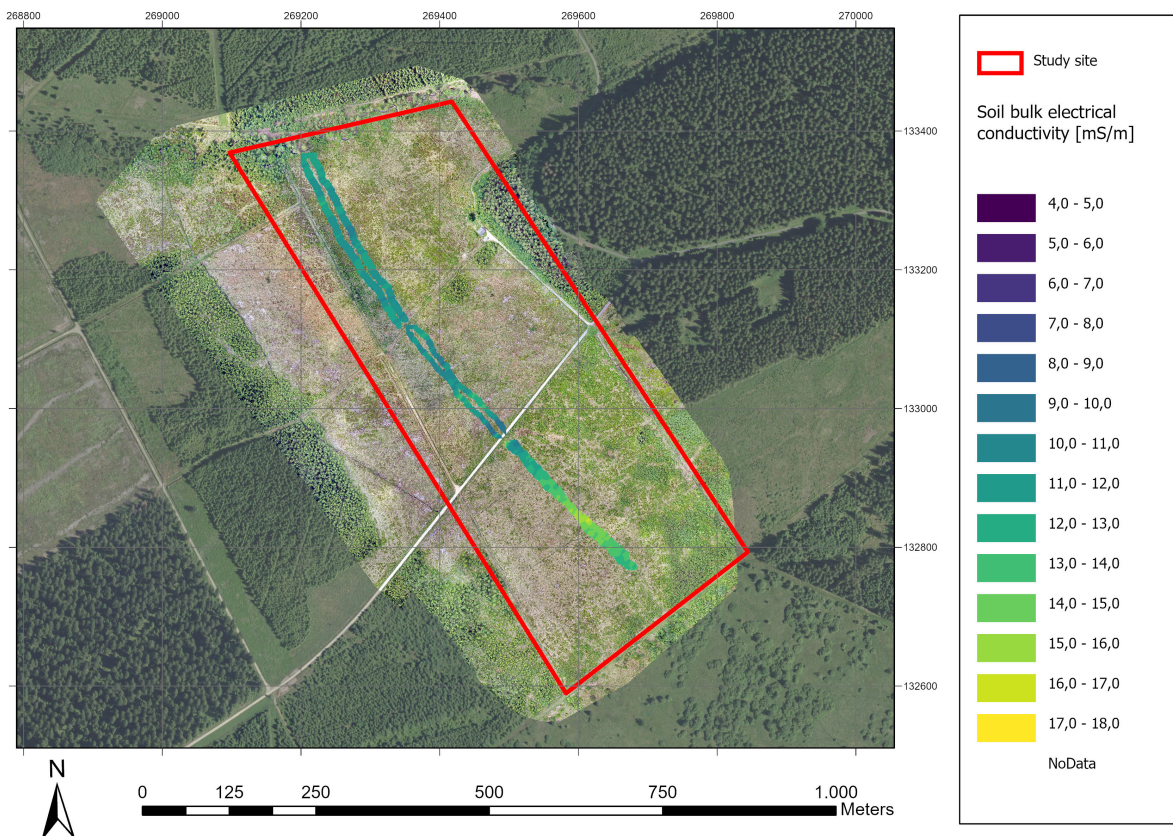 268800 269000 269200 269400 269600 269800 270000
133400
133200
133000
132800
132600
N
0 125 250 500 750 1.000
Meters
Study site
Soil bulk electrical
conductivity [mS/m]
4,0 - 5,0
5,0 - 6,0
6,0 - 7,0
7,0 - 8,0
8,0 - 9,0
9,0 - 10,0
10,0 - 11,0
11,0 - 12,0
12,0 - 13,0
13,0 - 14,0
14,0 - 15,0
15,0 - 16,0
16,0 - 17,0
17,0 - 18,0
NoData